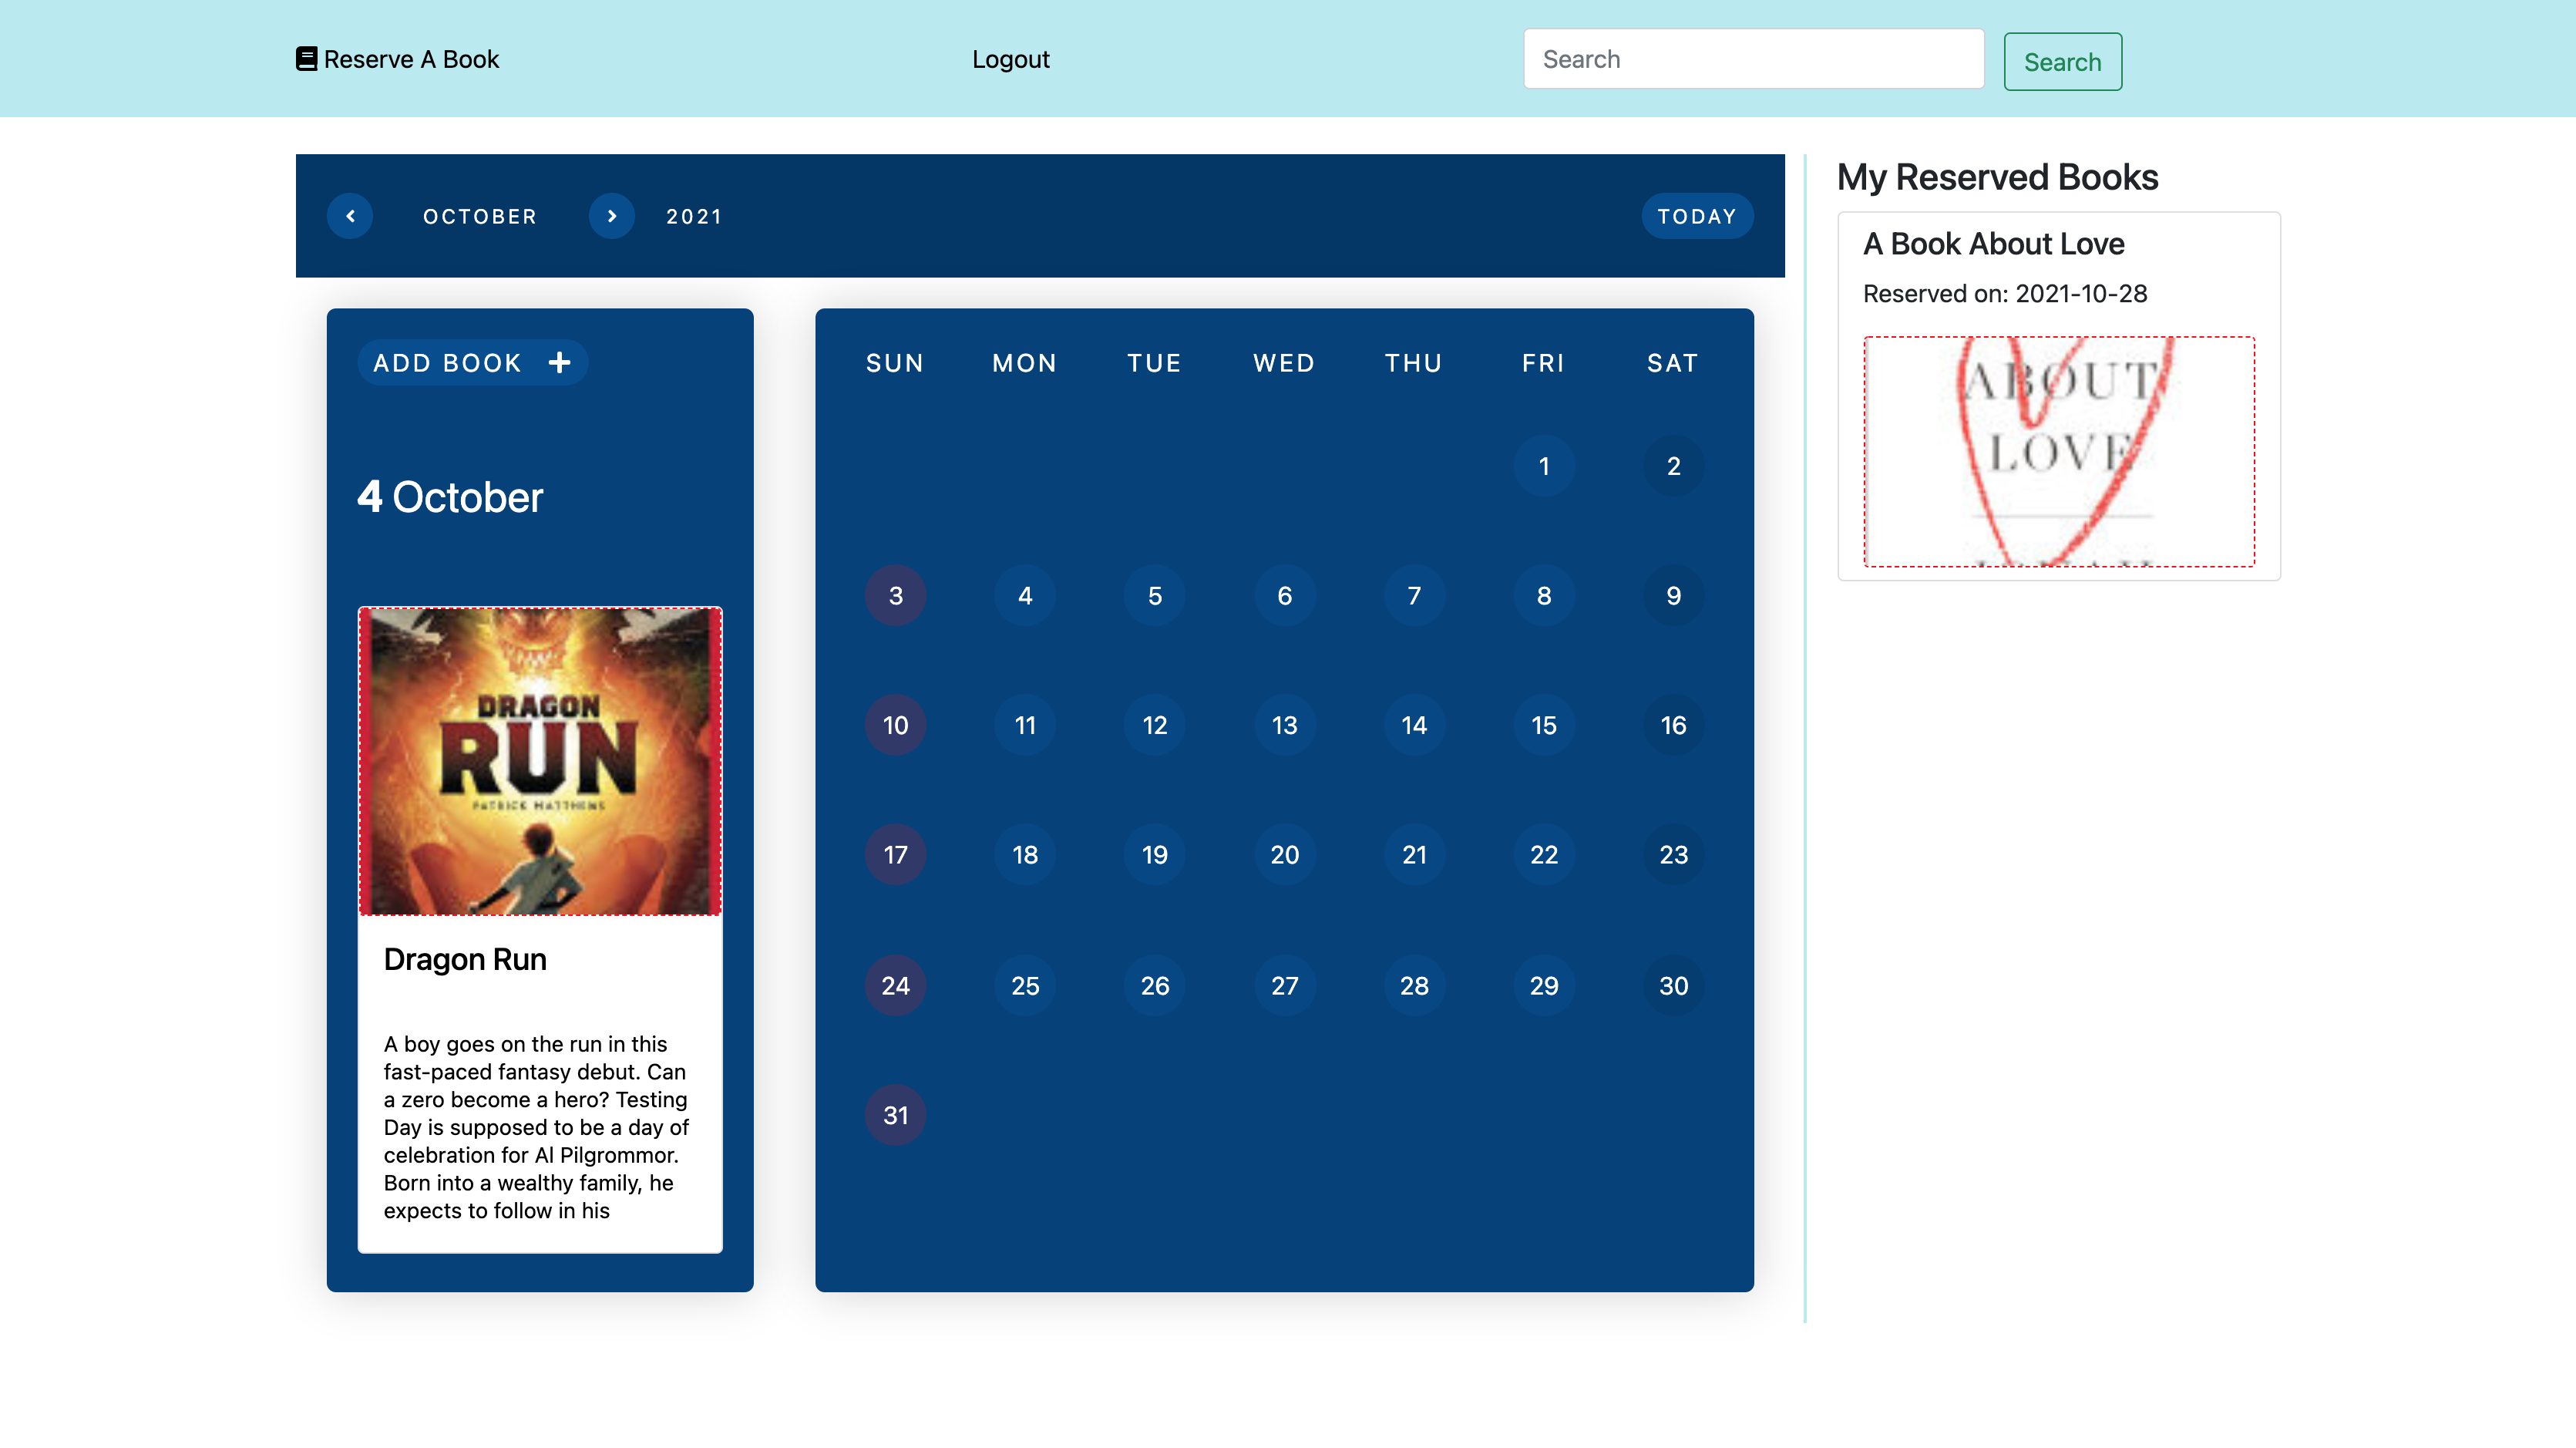 Reserve A Book
Logout
Search
Search
OCTOBER
2021
TODAY
ADD BOOK
4 October
DRAGON
RUN
PATRICK MATTHEWS
Dragon Run
A boy goes on the run in this
fast-paced fantasy debut. Can
a zero become a hero? Testing
Day is supposed to be a day of
celebration for Al Pilgrommor.
Born into a wealthy family, he
expects to follow in his
SUN MON TUE WED THU FRI SAT
1 2
3 4 5 6 7 8 9
10 11 12 13 14 15 16
17 18 19 20 21 22 23
24 25 26 27 28 29 30
31
My Reserved Books
A Book About Love
Reserved on: 2021-10-28
ABOUT
LOVE